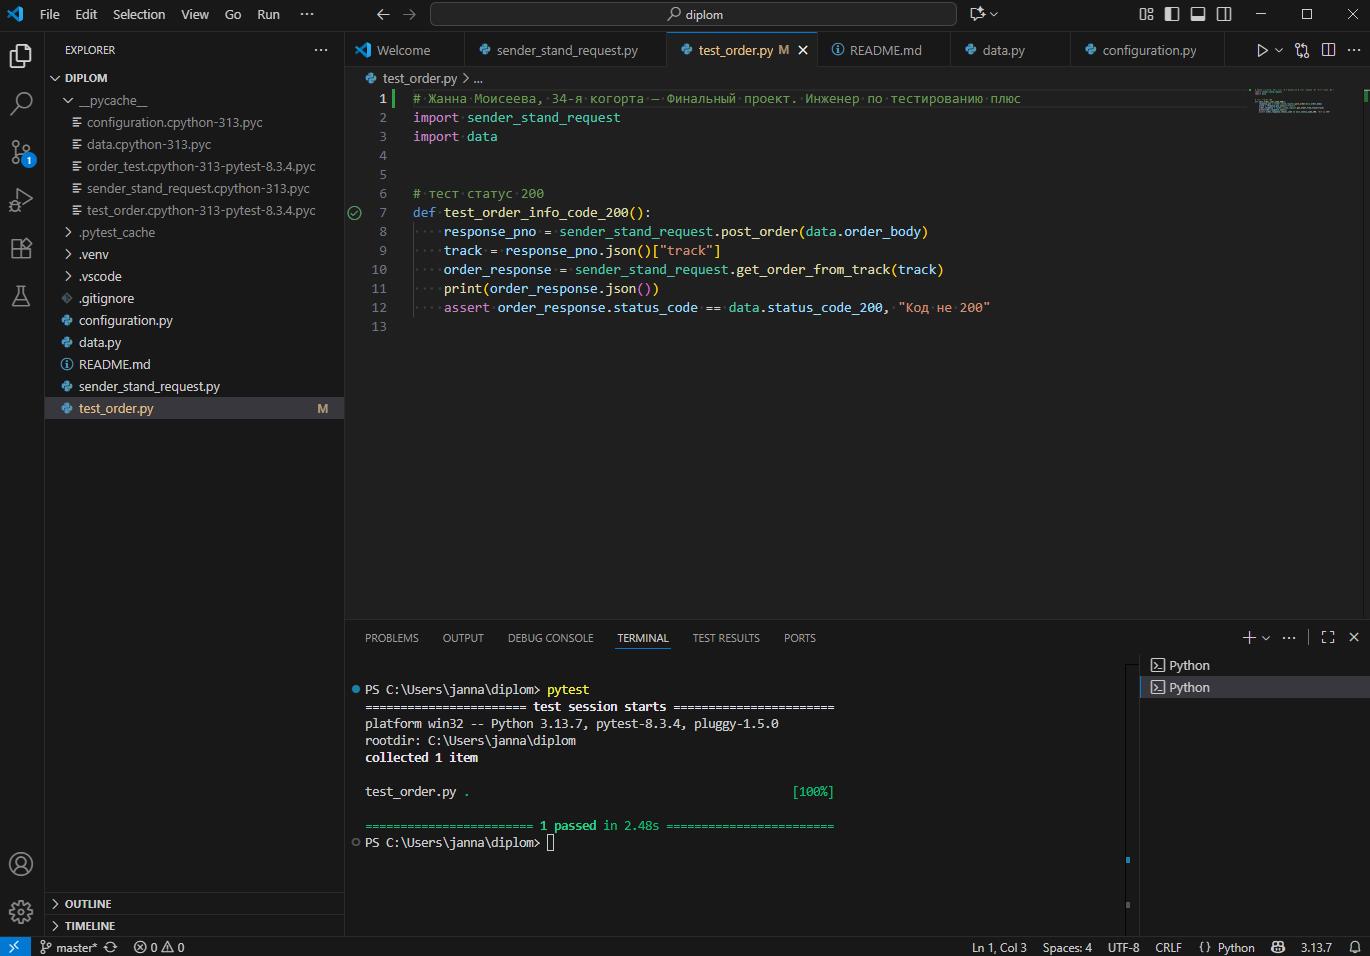 File Edit Selection View Go Run ··· diplom
EXPLORER ···
DIPLOM
__pycache__
configuration.cpython-313.pyc
data.cpython-313.pyc
order_test.cpython-313-pytest-8.3.4.pyc
sender_stand_request.cpython-313.pyc
test_order.cpython-313-pytest-8.3.4.pyc
.pytest_cache
.venv
.vscode
.gitignore
configuration.py
data.py
README.md
sender_stand_request.py
test_order.py M
OUTLINE
TIMELINE
Welcome sender_stand_request.py test_order.py M README.md data.py configuration.py
test_order.py > ...
1 # Жанна Моисеева, 34-я когорта — Финальный проект. Инженер по тестированию плюс
2 import sender_stand_request
3 import data
4
5
6 # тест статус 200
7 def test_order_info_code_200():
8 response_pno = sender_stand_request.post_order(data.order_body)
9 track = response_pno.json()["track"]
10 order_response = sender_stand_request.get_order_from_track(track)
11 print(order_response.json())
12 assert order_response.status_code == data.status_code_200, "Код не 200"
13
PROBLEMS OUTPUT DEBUG CONSOLE TERMINAL TEST RESULTS PORTS
PS C:\Users\janna\diplom> pytest
======================= test session starts =======================
platform win32 -- Python 3.13.7, pytest-8.3.4, pluggy-1.5.0
rootdir: C:\Users\janna\diplom
collected 1 item
test_order.py . [100%]
======================== 1 passed in 2.48s ========================
PS C:\Users\janna\diplom>
Python
Python
1
master* 0 0 Ln 1, Col 3 Spaces: 4 UTF-8 CRLF {} Python 3.13.7